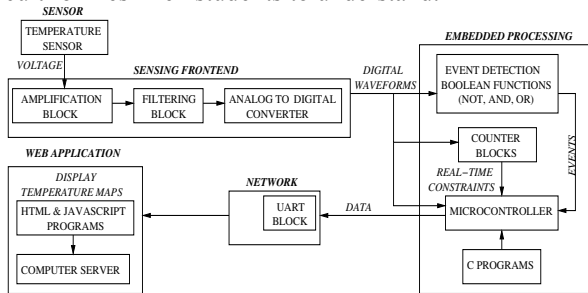 SENSOR
TEMPERATURE
SENSOR
VOLTAGE
SENSING FRONTEND
AMPLIFICATION
BLOCK
FILTERING
BLOCK
ANALOG TO DIGITAL
CONVERTER
DIGITAL
WAVEFORMS
EMBEDDED PROCESSING
EVENT DETECTION
BOOLEAN FUNCTIONS
(NOT, AND, OR)
COUNTER
BLOCKS
EVENTS
REAL-TIME
CONSTRAINTS
MICROCONTROLLER
C PROGRAMS
DATA
NETWORK
UART
BLOCK
WEB APPLICATION
DISPLAY
TEMPERATURE MAPS
HTML & JAVASCRIPT
PROGRAMS
COMPUTER SERVER